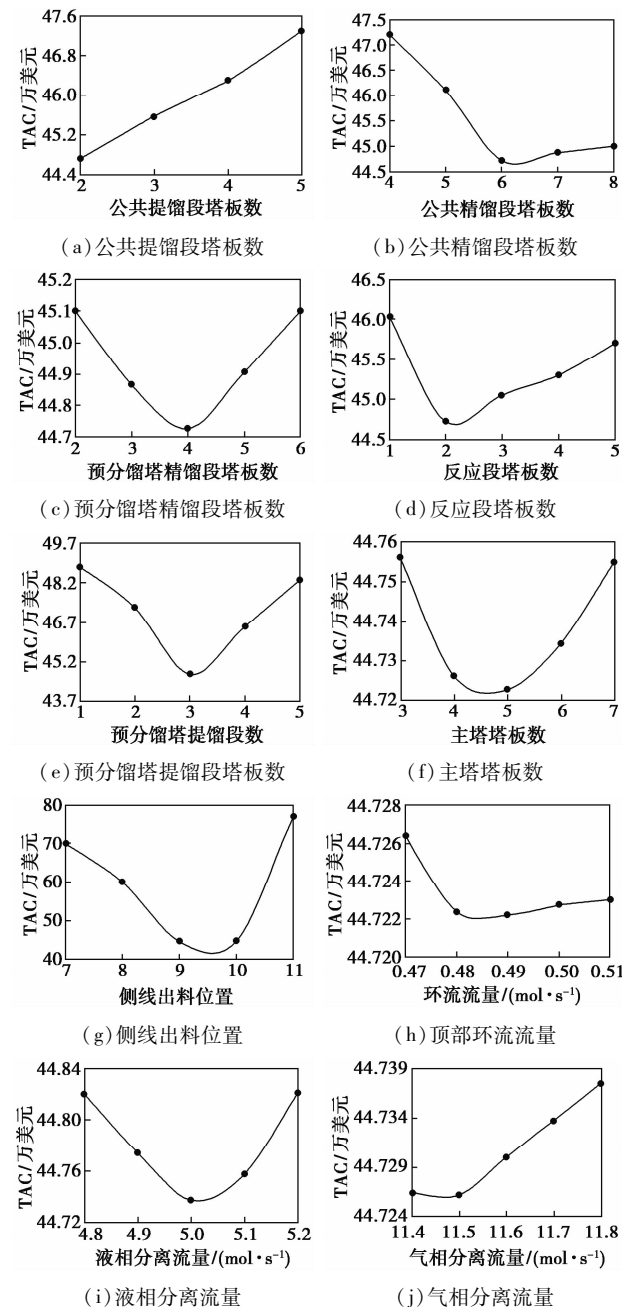 47.6
46.8
46.0
45.2
44.4
TAC/万美元
2 3 4 5
公共提馏段塔板数
(a)公共提馏段塔板数
47.5
47.0
46.5
46.0
45.5
45.0
44.5
TAC/万美元
4 5 6 7 8
公共精馏段塔板数
(b)公共精馏段塔板数
45.2
45.1
45.0
44.9
44.8
44.7
TAC/万美元
2 3 4 5 6
预分馏塔精馏段塔板数
(c)预分馏塔精馏段塔板数
46.5
46.0
45.5
45.0
44.5
TAC/万美元
1 2 3 4 5
反应段塔板数
(d)反应段塔板数
49.7
48.2
46.7
45.2
43.7
TAC/万美元
1 2 3 4 5
预分馏塔提馏段数
(e)预分馏塔提馏段塔板数
44.76
44.75
44.74
44.73
44.72
TAC/万美元
3 4 5 6 7
主塔塔板数
(f)主塔塔板数
80
70
60
50
40
TAC/万美元
7 8 9 10 11
侧线出料位置
(g)侧线出料位置
44.728
44.726
44.724
44.722
44.720
TAC/万美元
0.47 0.48 0.49 0.50 0.51
环流流量/(mol·s⁻¹)
(h)顶部环流流量
44.84
44.80
44.76
44.72
TAC/万美元
4.8 4.9 5.0 5.1 5.2
液相分离流量/(mol·s⁻¹)
(i)液相分离流量
44.739
44.734
44.729
44.724
TAC/万美元
11.4 11.5 11.6 11.7 11.8
气相分离流量/(mol·s⁻¹)
(j)气相分离流量